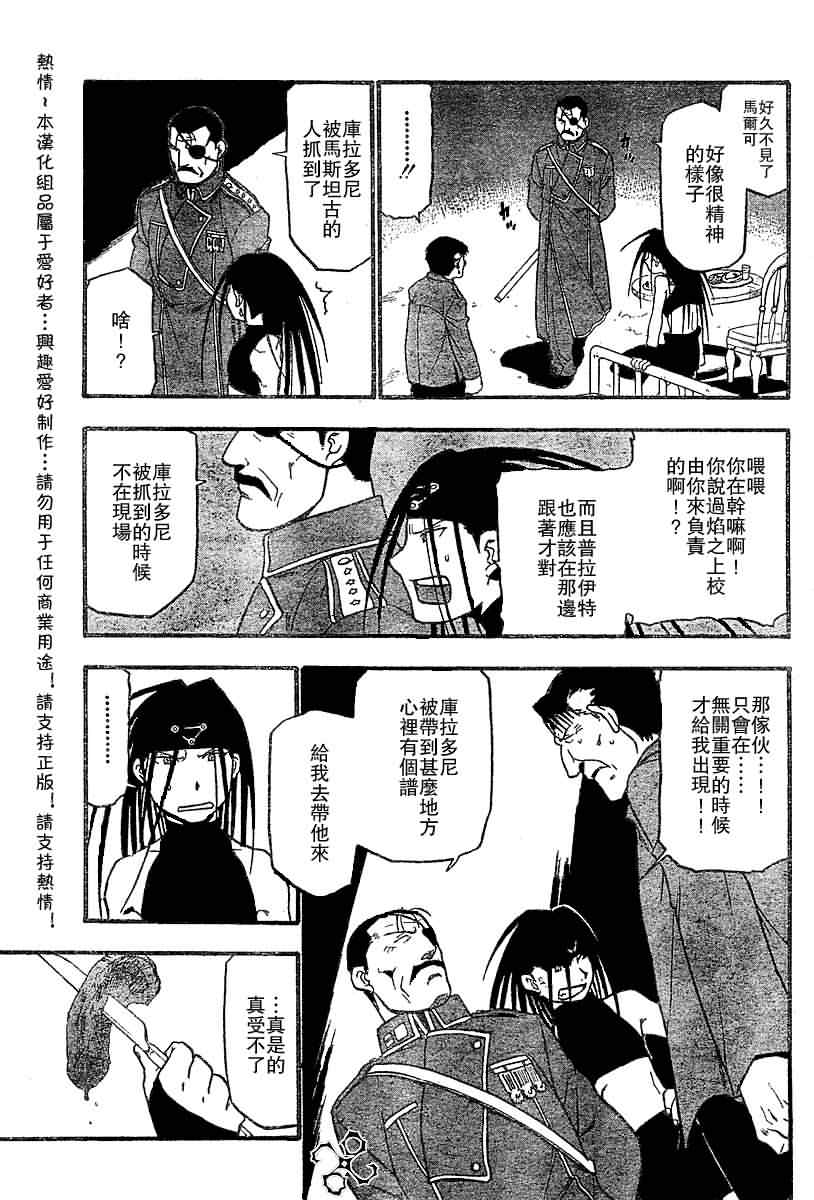 好久不見了
馬爾可
好像很精神
的樣子
………!!
庫拉多尼
被馬斯坦古的
人抓到了
啥!?
喂喂
你在幹嘛啊!
你說過焰之上校
由你來負責
的啊!?
而且普拉伊特
也應該在那邊
跟著才對
庫拉多尼
被抓到的時候
不在現場
那傢伙…!!
只會在……
無關重要的時候
才給我出現!!
庫拉多尼
被帶到甚麼地方
心裡有個譜
給我去帶他來
…………
…真是的
真受不了
熱情~本漢化組品屬于愛好者…興趣愛好制作…請勿用于任何商業用途!請支持正版!請支持熱情!